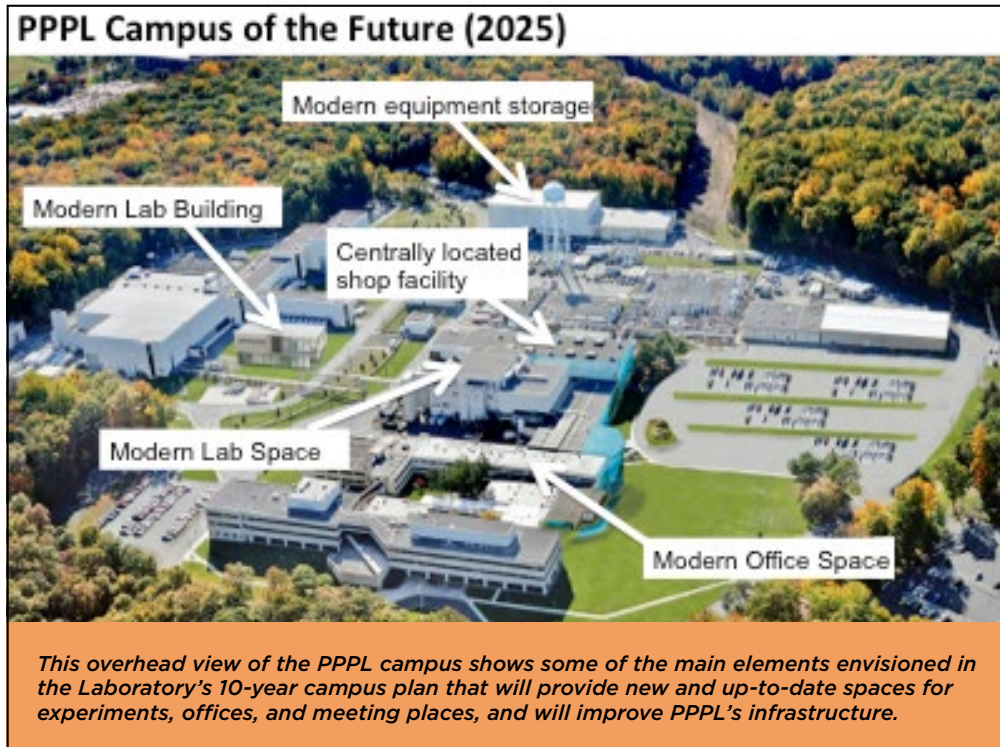 PPPL Campus of the Future (2025)
Modern equipment storage
Modern Lab Building
Centrally located
shop facility
Modern Lab Space
Modern Office Space
This overhead view of the PPPL campus shows some of the main elements envisioned in
the Laboratory's 10-year campus plan that will provide new and up-to-date spaces for
experiments, offices, and meeting places, and will improve PPPL's infrastructure.